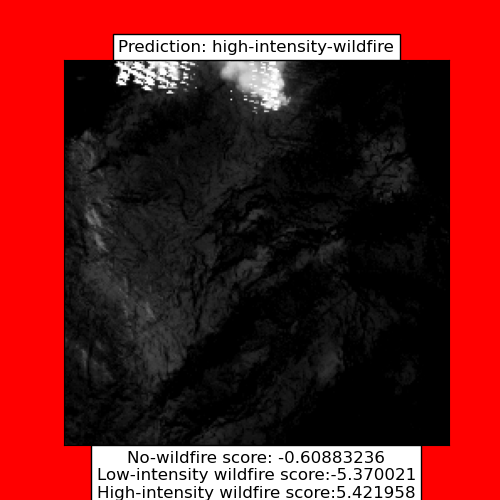 Prediction: high-intensity-wildfire
No-wildfire score: -0.60883236
Low-intensity wildfire score:-5.370021
High-intensity wildfire score:5.421958